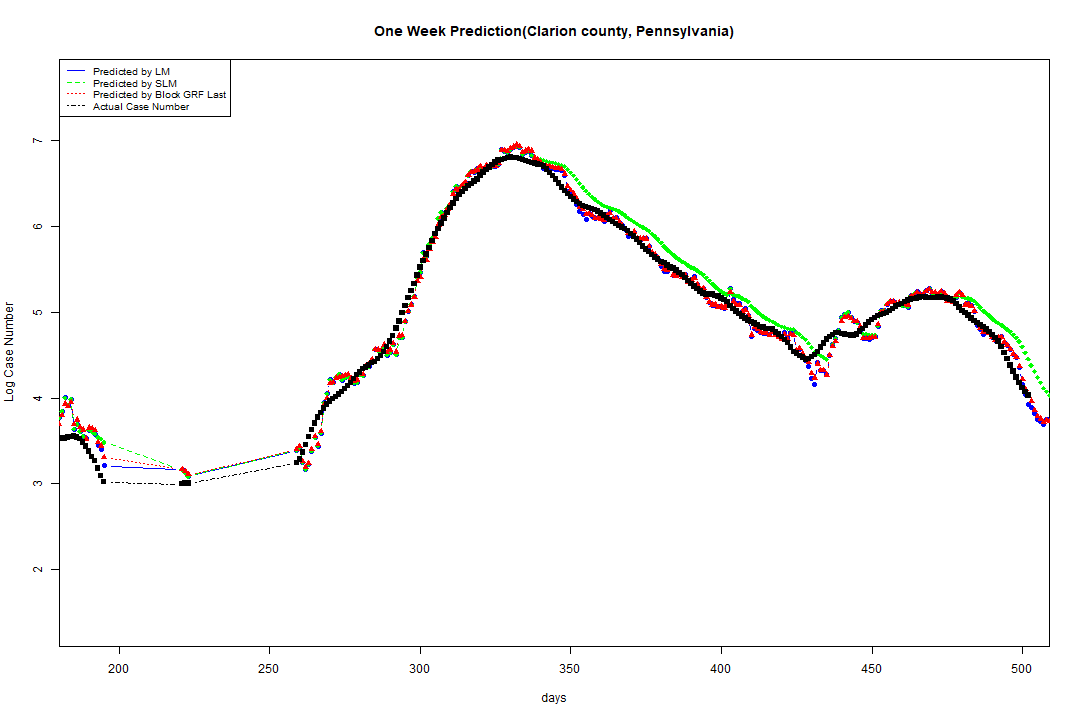 One Week Prediction(Clarion county, Pennsylvania)
Predicted by LM
Predicted by SLM
Predicted by Block GRF Last
Actual Case Number
7
6
5
4
3
2
Log Case Number
200 250 300 350 400 450 500
days